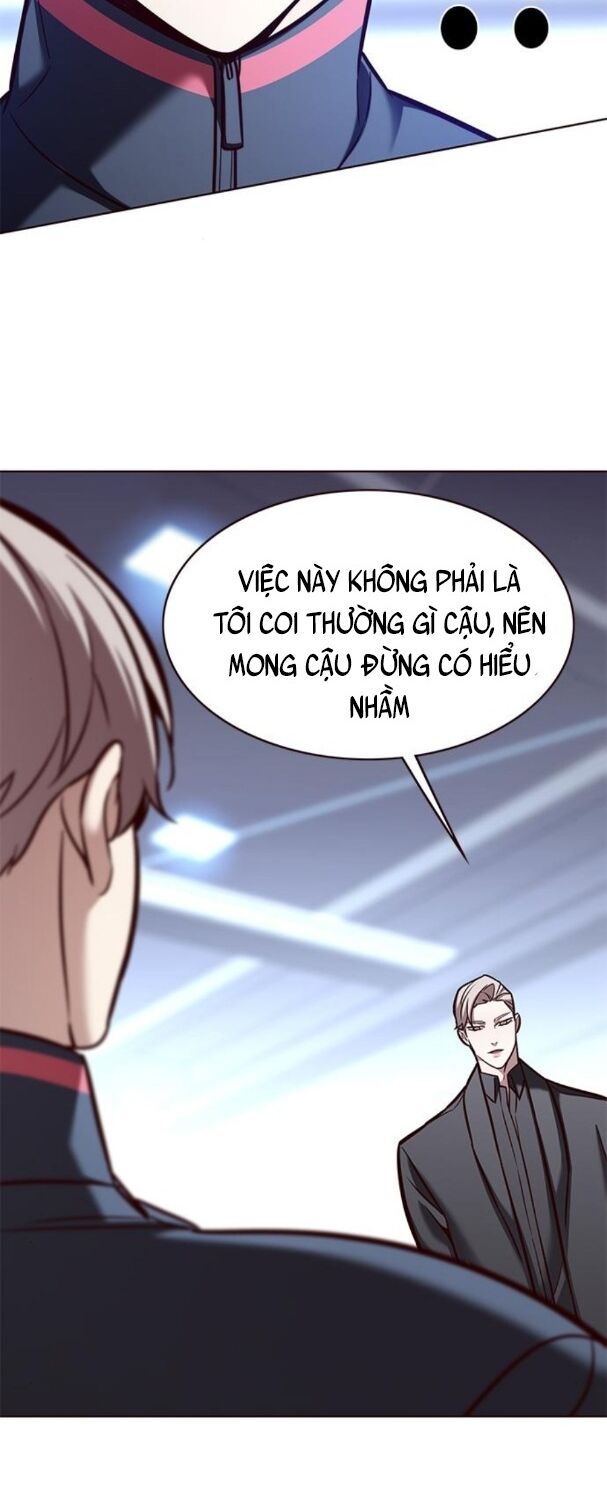 VIỆC NÀY KHÔNG PHẢI LÀ
TÔI COI THƯỜNG GÌ CẬU, NÊN
MONG CẬU ĐỪNG CÓ HIỂU
NHẦM